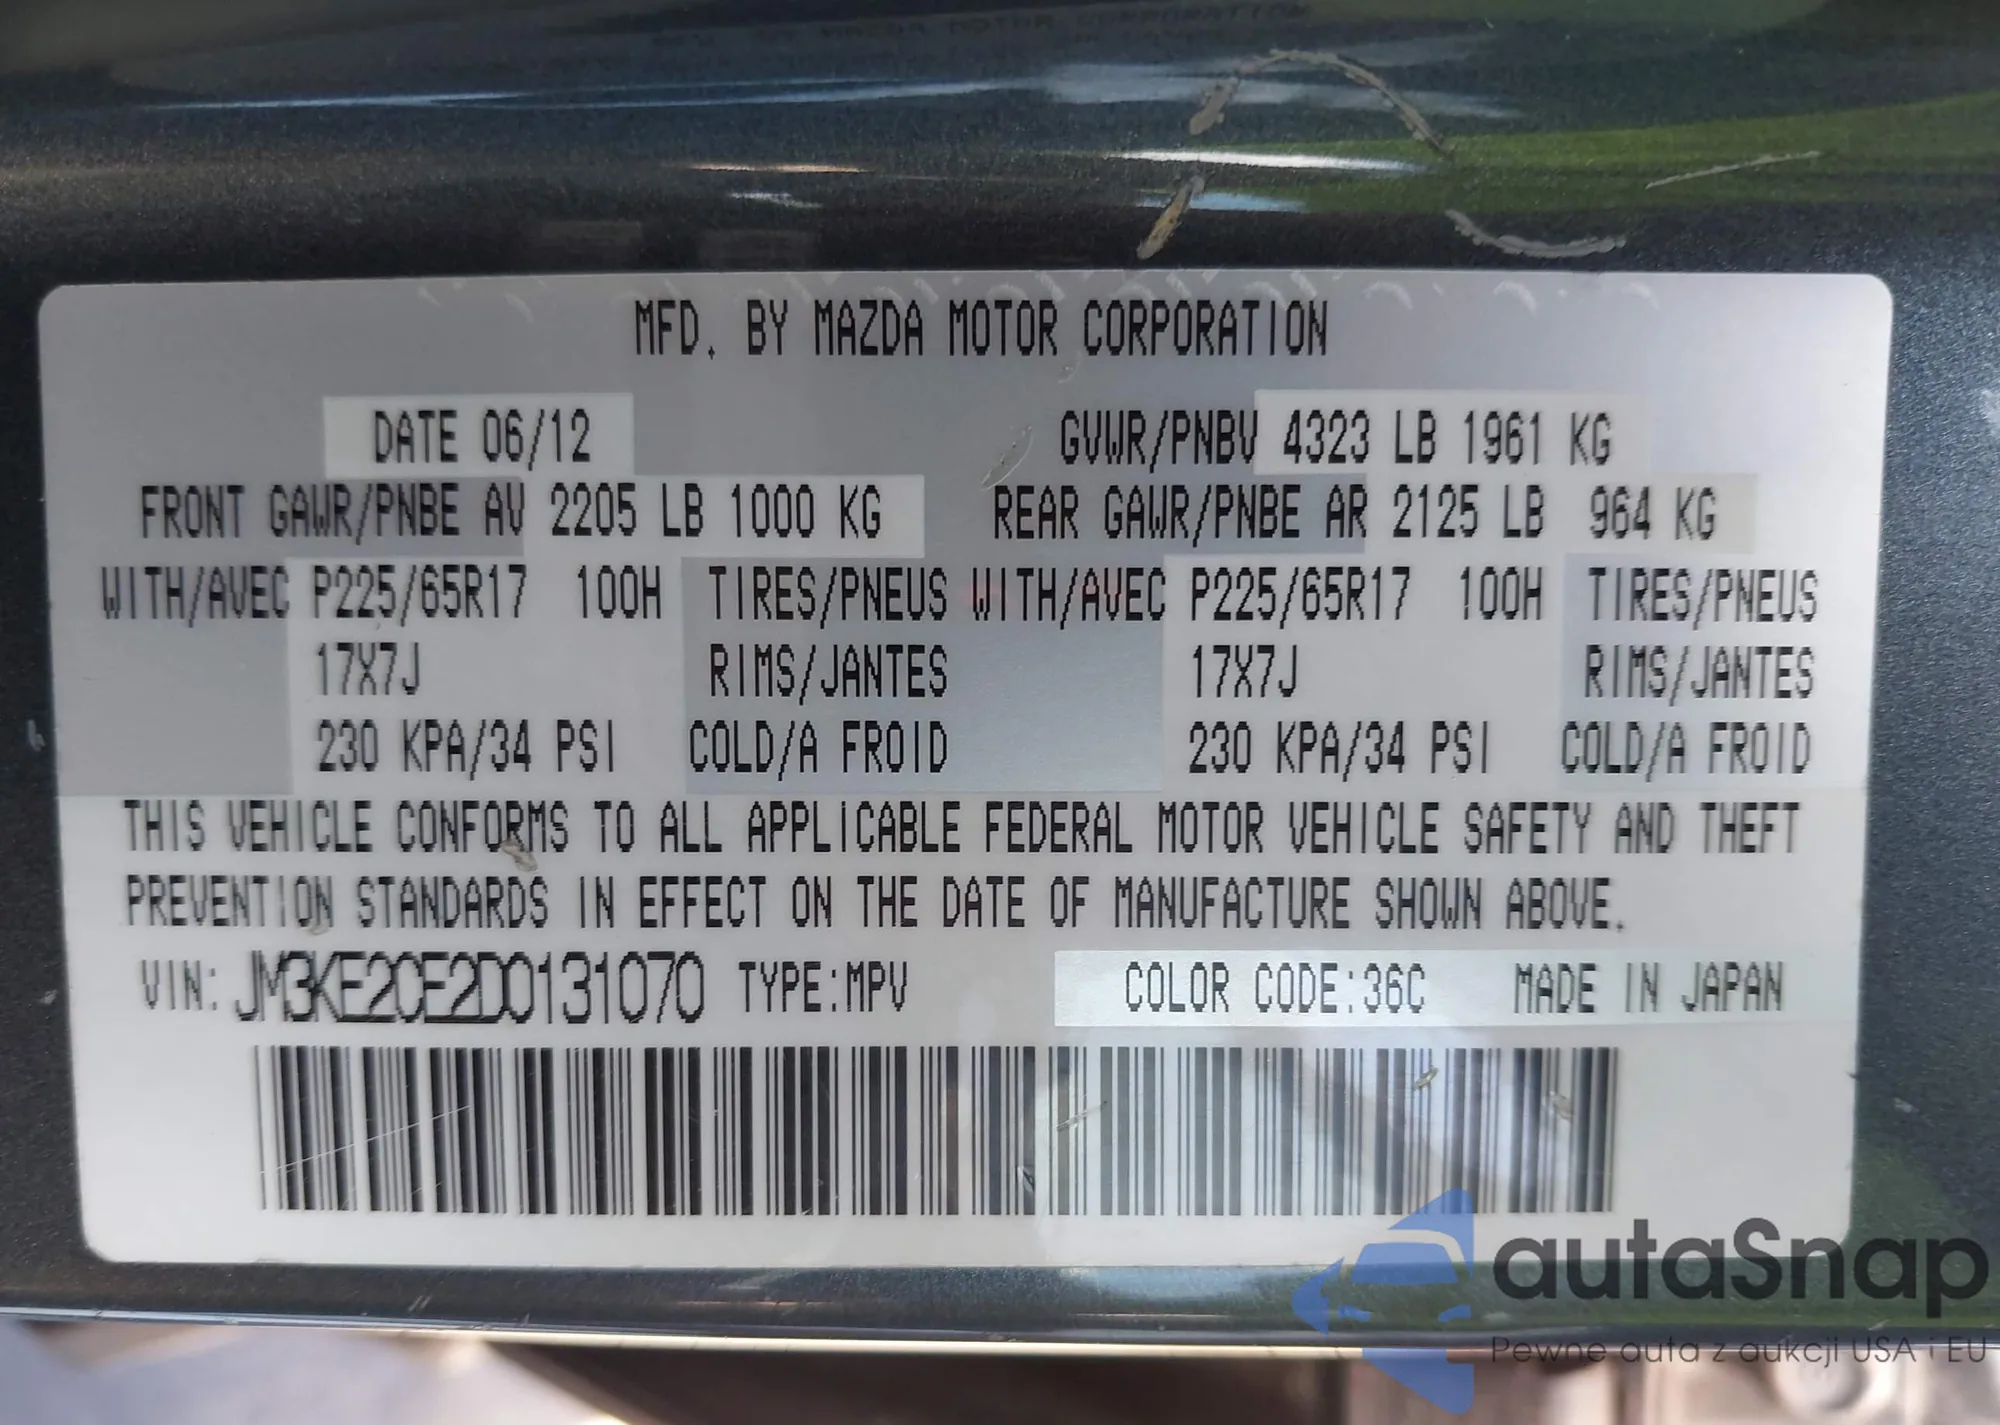 MFD. BY MAZDA MOTOR CORPORATION
DATE 06/12 GVWR/PNBV 4323 LB 1961 KG
FRONT GAWR/PNBE AV 2205 LB 1000 KG REAR GAWR/PNBE AR 2125 LB 964 KG
WITH/AVEC P225/65R17 100H TIRES/PNEUS WITH/AVEC P225/65R17 100H TIRES/PNEUS
17X7J RIMS/JANTES 17X7J RIMS/JANTES
230 KPA/34 PSI COLD/A FROID 230 KPA/34 PSI COLD/A FROID
THIS VEHICLE CONFORMS TO ALL APPLICABLE FEDERAL MOTOR VEHICLE SAFETY AND THEFT
PREVENTION STANDARDS IN EFFECT ON THE DATE OF MANUFACTURE SHOWN ABOVE.
VIN: JM3KE2CE2D0131070 TYPE:MPV COLOR CODE:36C MADE IN JAPAN
autaSnap
Pewne auta z aukcji USA i EU